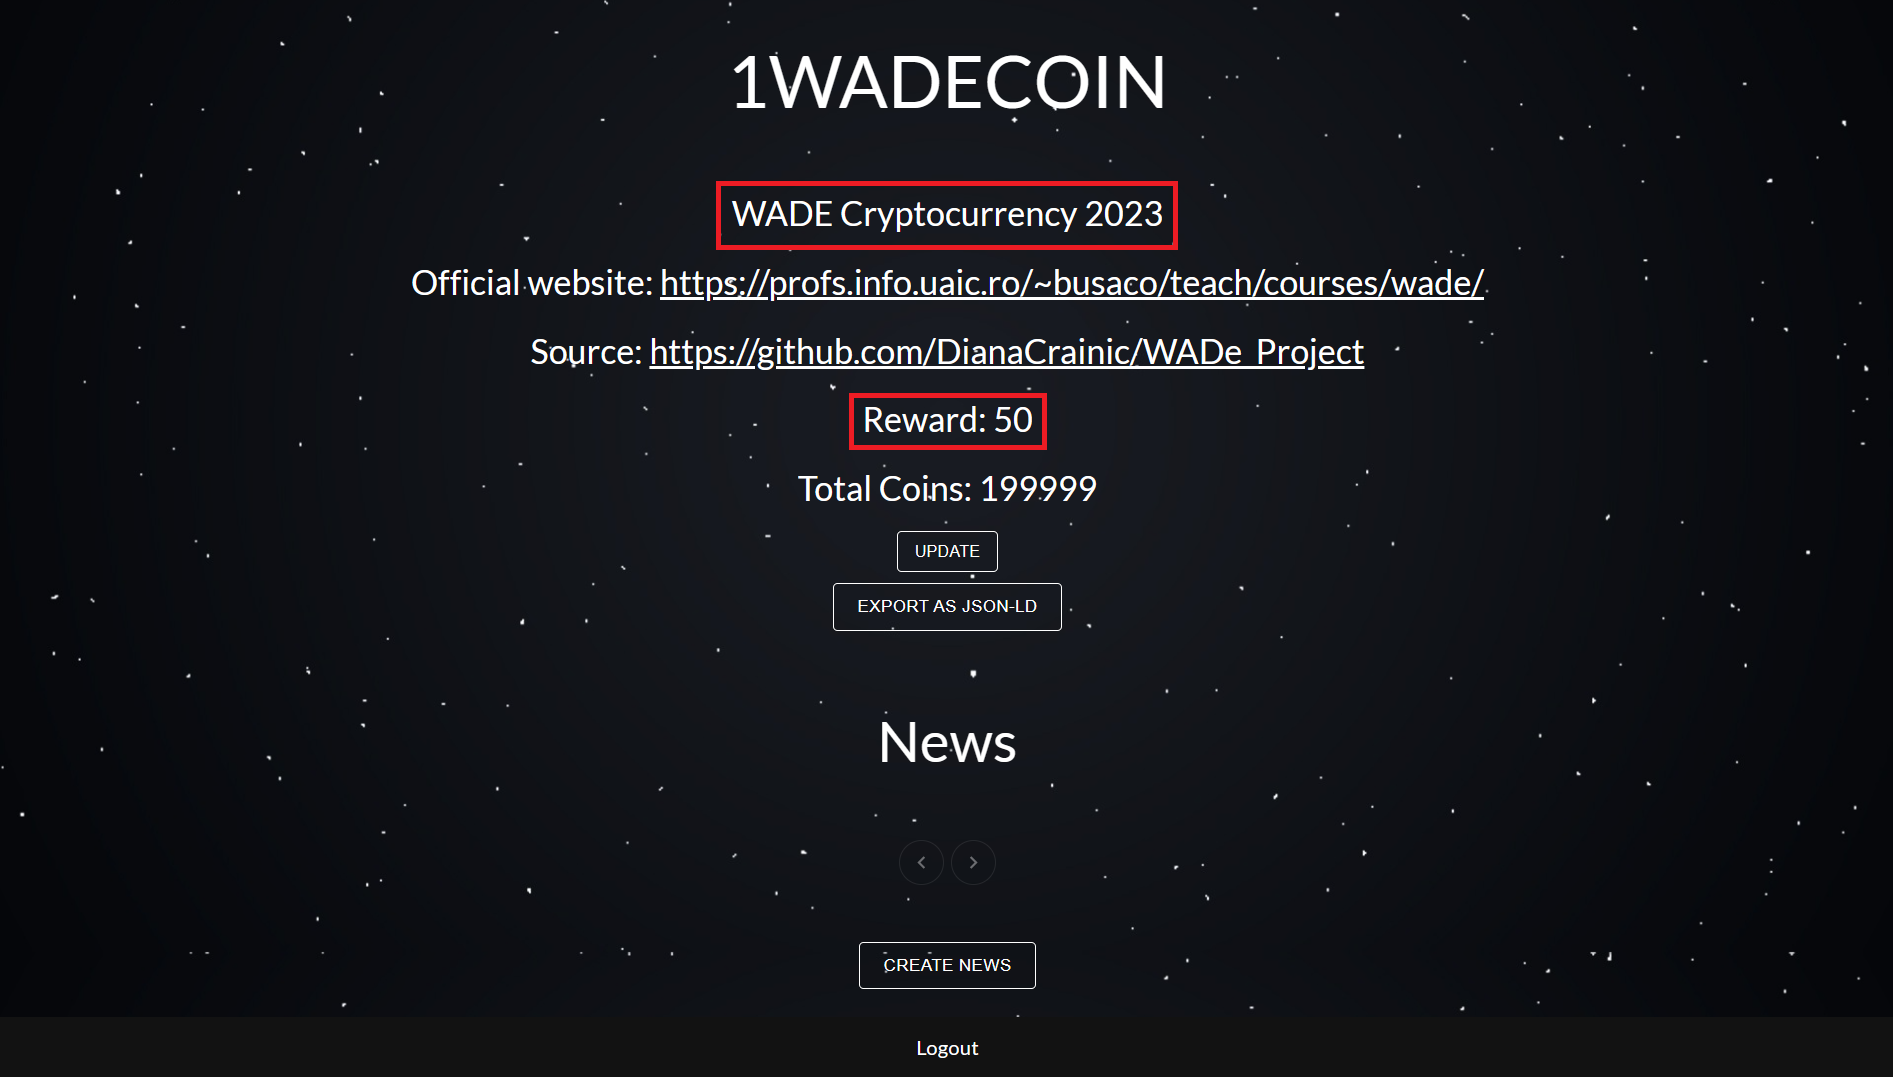 1WADECOIN
WADE Cryptocurrency 2023
Official website: https://profs.info.uaic.ro/~busaco/teach/courses/wade/
Source: https://github.com/DianaCrainic/WADe_Project
Reward: 50
Total Coins: 199999
UPDATE
EXPORT AS JSON-LD
News
CREATE NEWS
Logout